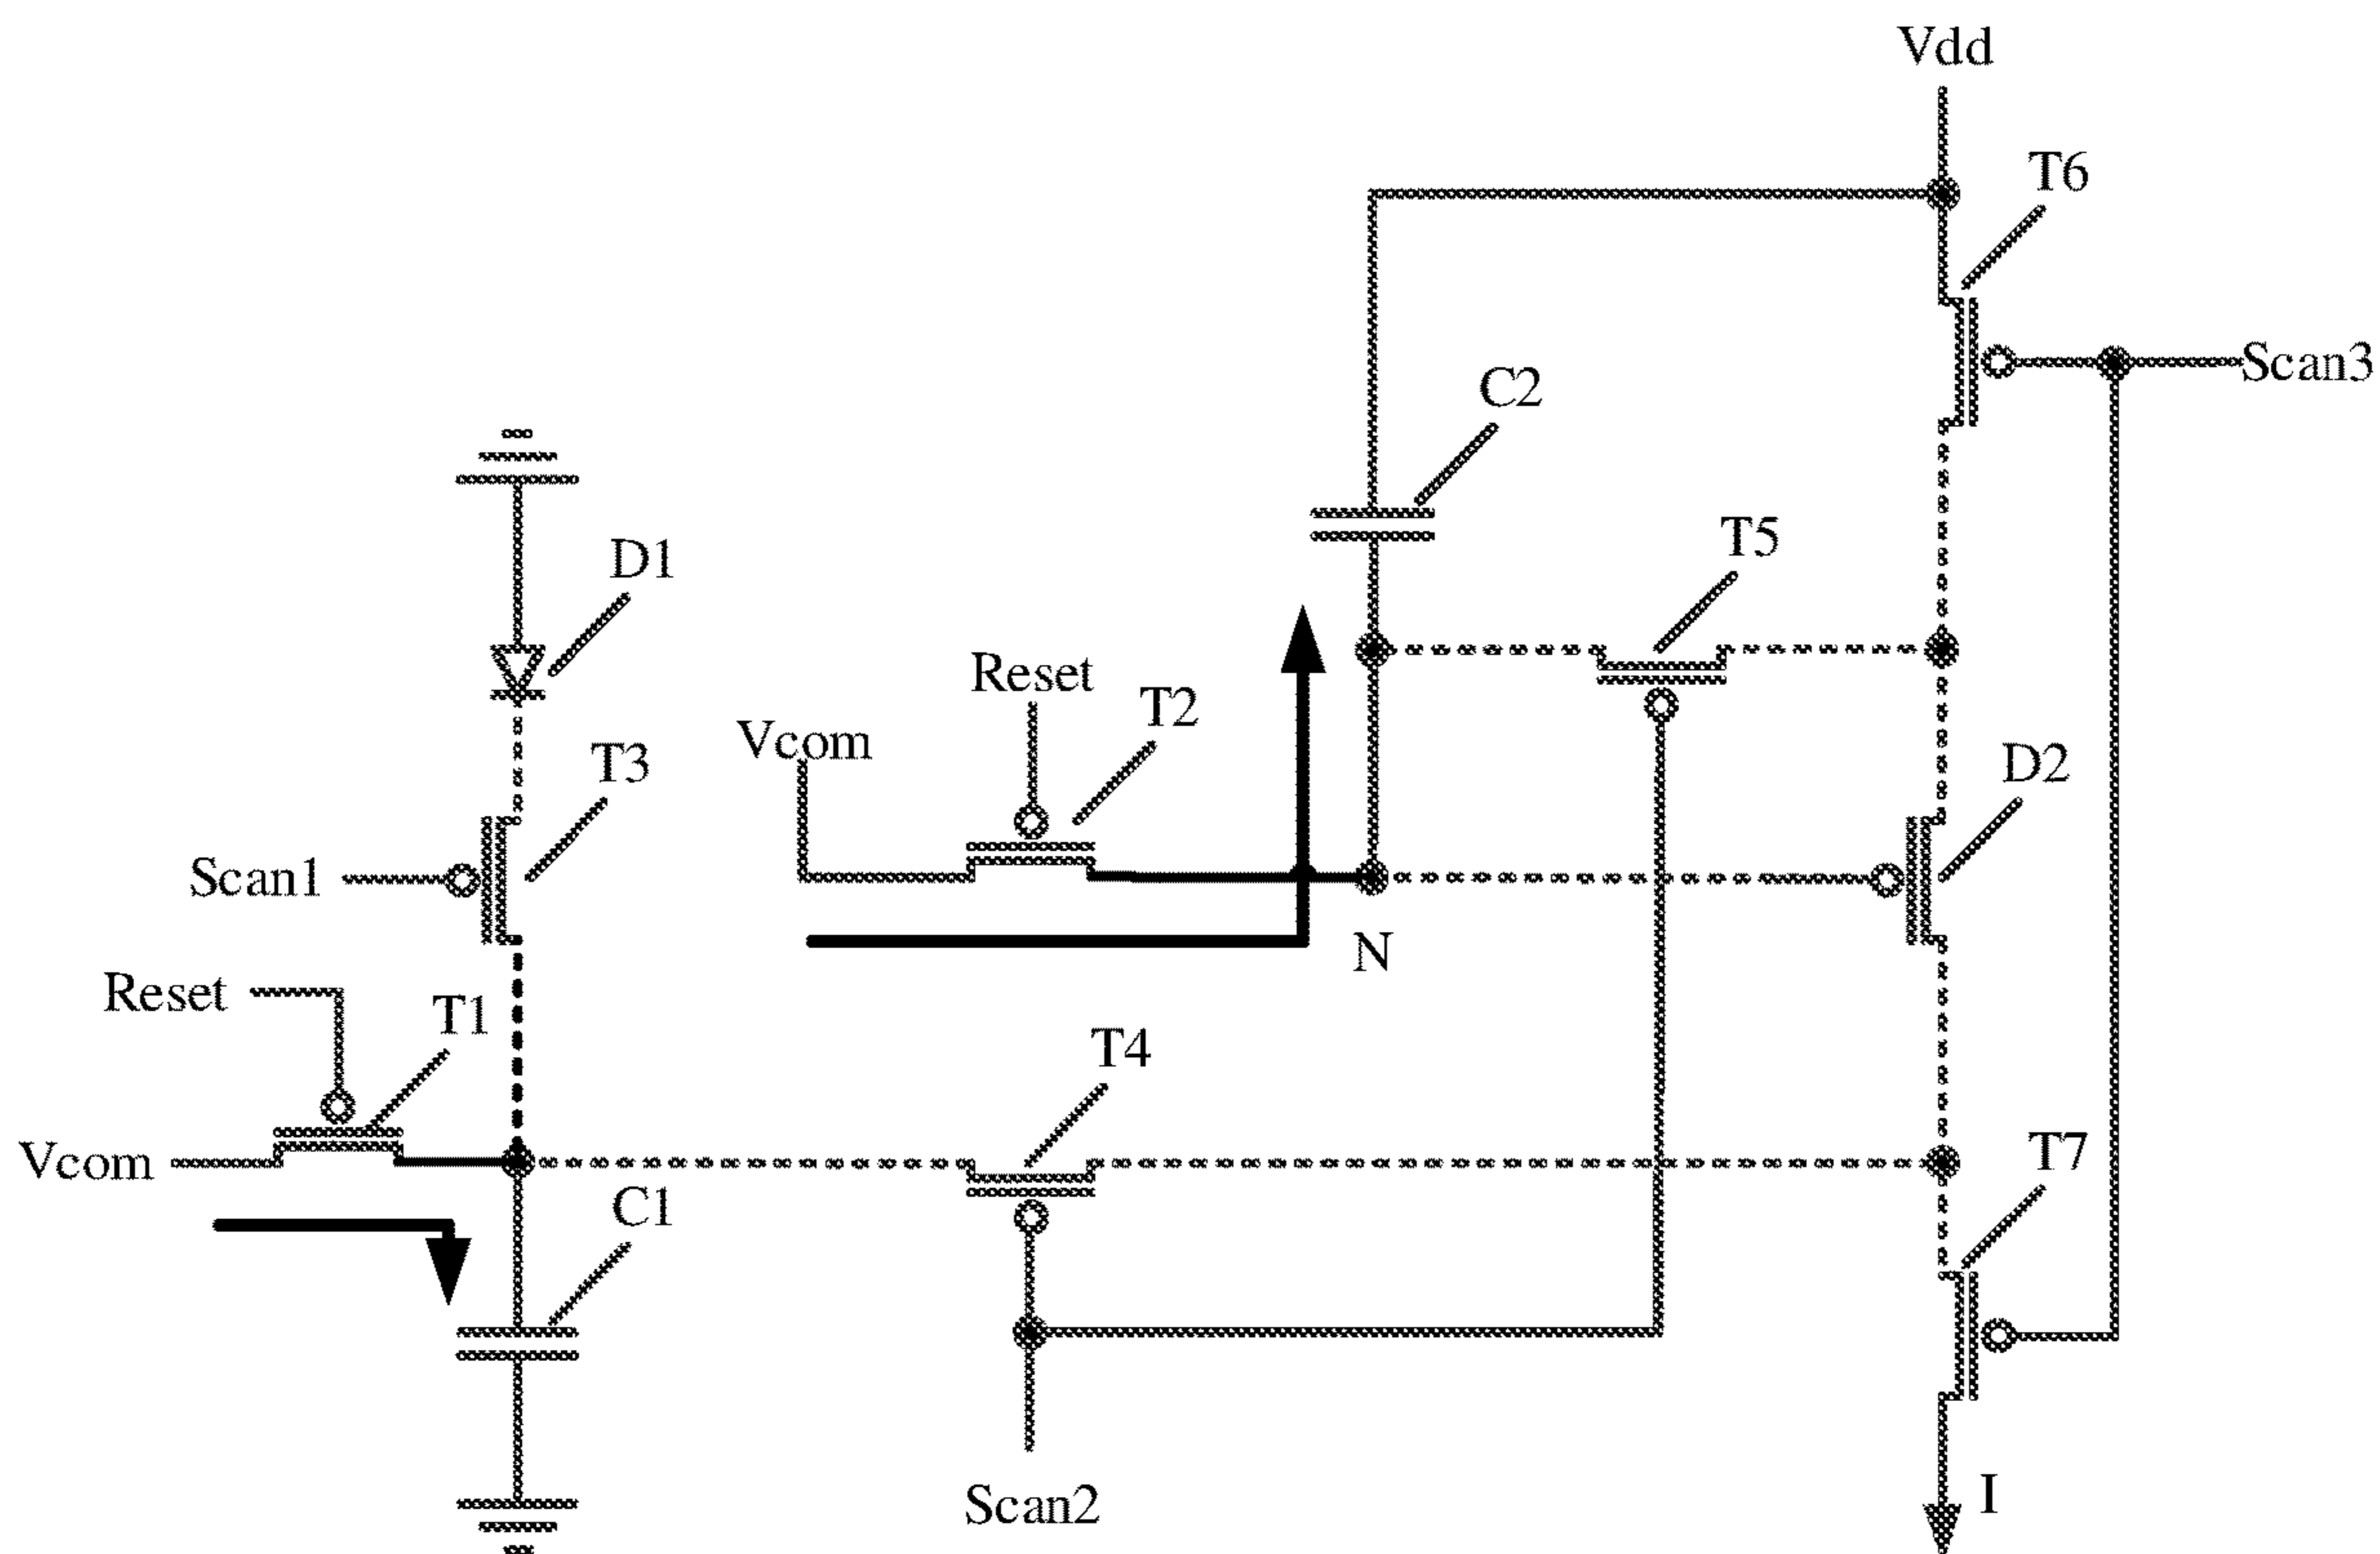 Vdd
T6
Scan3
C2
T5
D1
Reset
T2
Vcom
T3
D2
Scan1
N
Reset
T1
T4
Vcom
T7
C1
I
Scan2